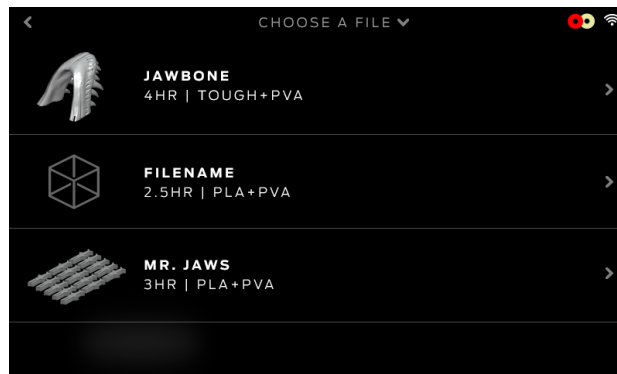 CHOOSE A FILE
JAWBONE
4HR | TOUGH+PVA
FILENAME
2.5HR | PLA+PVA
MR. JAWS
3HR | PLA+PVA